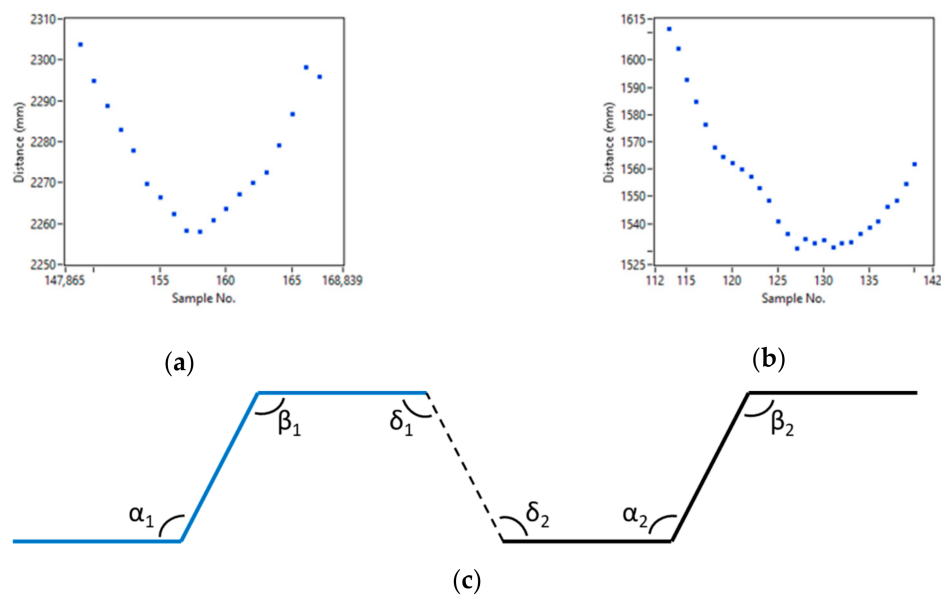 2310
2300
2290
2280
2270
2260
2250
Distance (mm)
147,865 155 160 165 168,839
Sample No.
(a)
1615
1600
1590
1580
1570
1560
1550
1540
1525
Distance (mm)
112 115 120 125 130 135 142
Sample No.
(b)
β₁ δ₁ β₂
α₁ δ₂ α₂
(c)